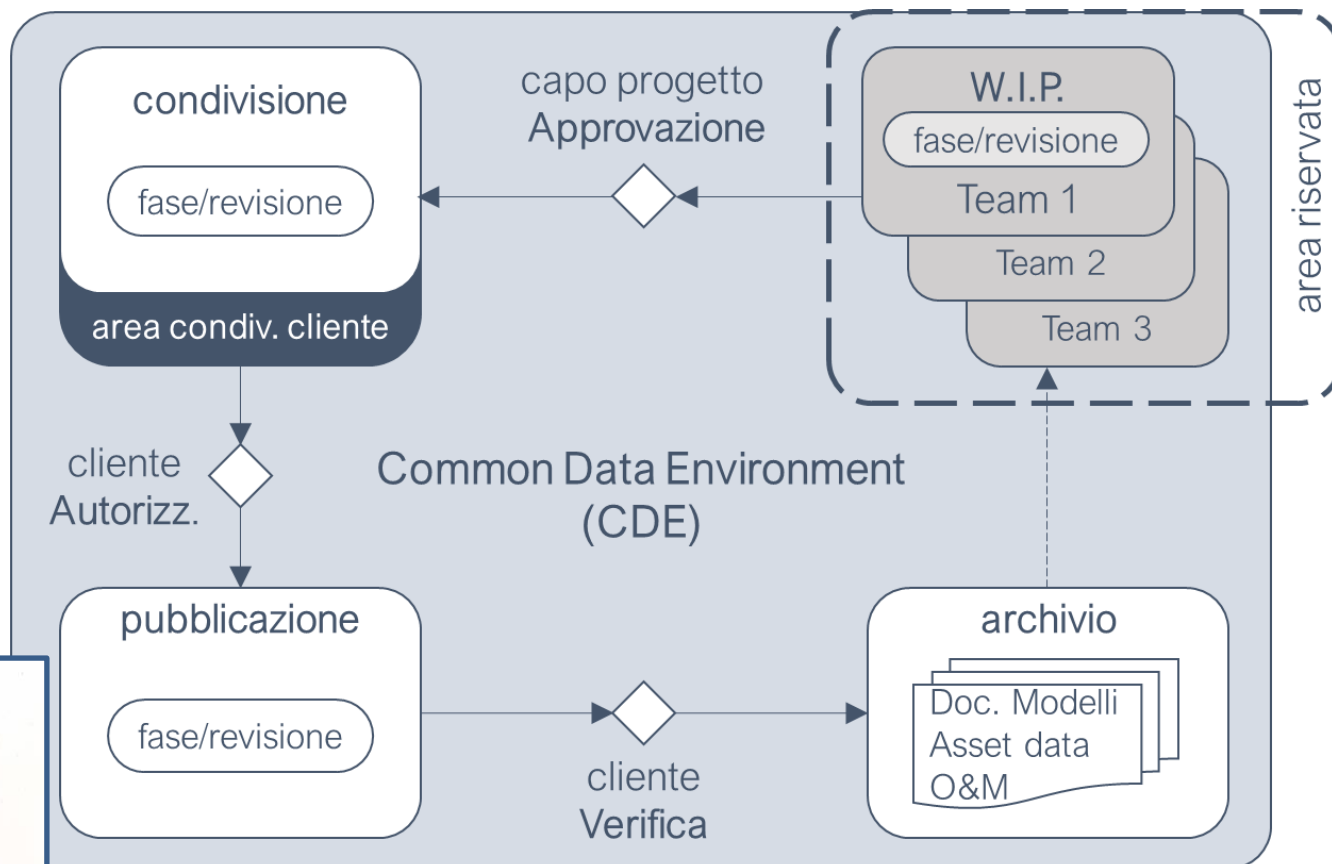 condivisione
fase/revisione
area condiv. cliente
capo progetto
Approvazione
W.I.P.
fase/revisione
Team 1
Team 2
Team 3
area riservata
cliente
Autorizz.
Common Data Environment
(CDE)
pubblicazione
fase/revisione
cliente
Verifica
archivio
Doc. Modelli
Asset data
O&M